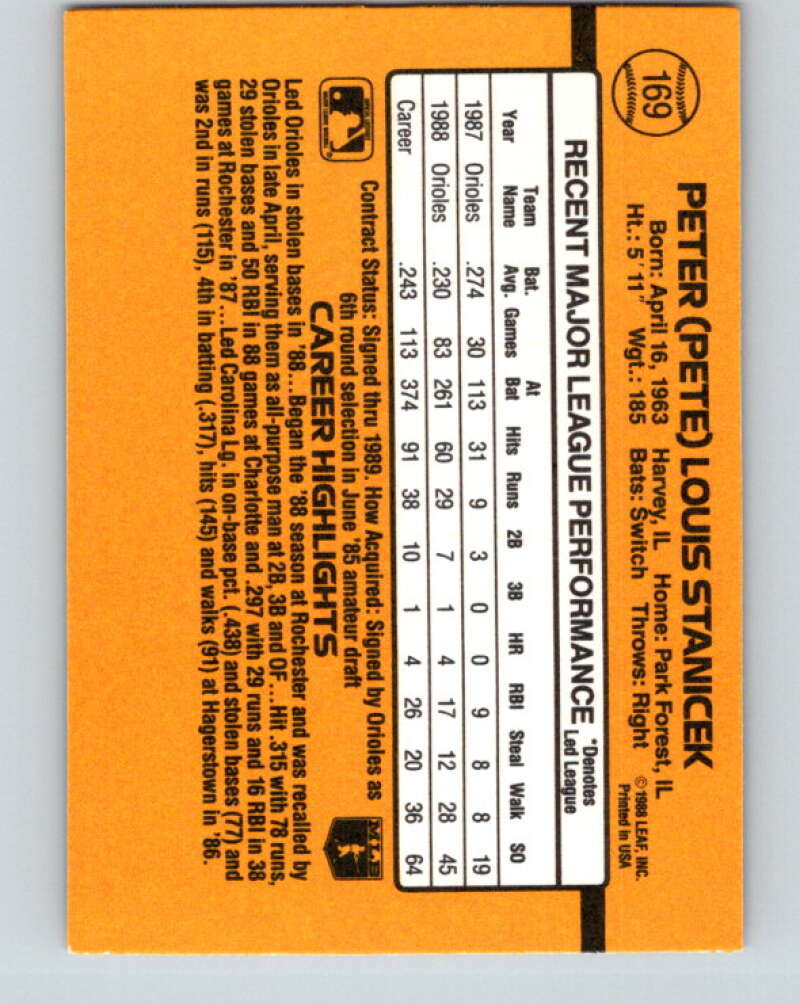 169
PETER (PETE) LOUIS STANICEK
Born: April 16, 1963 Harvey, IL Home: Park Forest, IL
Ht.: 5'11" Wgt.: 185 Bats: Switch Throws: Right
© 1988 LEAF, INC.
Printed in USA
RECENT MAJOR LEAGUE PERFORMANCE *Denotes
Led League
Year Team Name Bat. Avg. Games At Bat Hits Runs 2B 3B HR RBI Steal Walk SO
1987 Orioles .274 30 113 31 9 3 0 0 9 8 8 19
1988 Orioles .230 83 261 60 29 7 1 4 17 12 28 45
Career .243 113 374 91 38 10 1 4 26 20 36 64
Contract Status: Signed thru 1989. How Acquired: Signed by Orioles as
6th round selection in June '85 amateur draft
MLB
CAREER HIGHLIGHTS
Led Orioles in stolen bases in '88... Began the '88 season at Rochester and was recalled by
Orioles in late April, serving them as all-purpose man at 2B, 3B and OF... Hit .315 with 78 runs,
29 stolen bases and 50 RBI in 88 games at Charlotte and .297 with 29 runs and 16 RBI in 38
games at Rochester in '87... Led Carolina Lg. in on-base pct. (.438) and stolen bases (77) and
was 2nd in runs (115), 4th in batting (.317), hits (145) and walks (91) at Hagerstown in '86.